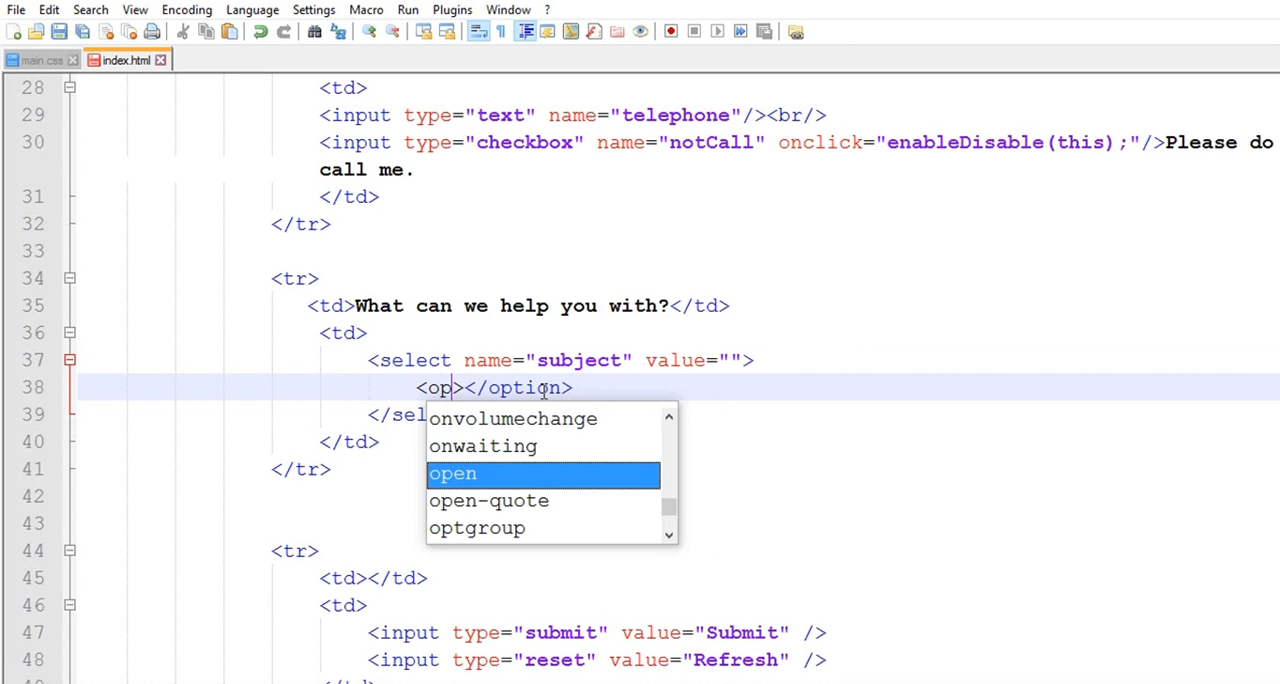 File Edit Search View Encoding Language Settings Macro Run Plugins Window ?
main.css index.html
28 <td>
29 <input type="text" name="telephone"/><br/>
30 <input type="checkbox" name="notCall" onclick="enableDisable(this);"/>Please do
call me.
31 </td>
32 </tr>
33
34 <tr>
35 <td>What can we help you with?</td>
36 <td>
37 <select name="subject" value="">
38 <op></option>
39 </sel
40 </td>
41 </tr>
42
43
44 <tr>
45 <td></td>
46 <td>
47 <input type="submit" value="Submit" />
48 <input type="reset" value="Refresh" />
onvolumechange
onwaiting
open
open-quote
optgroup